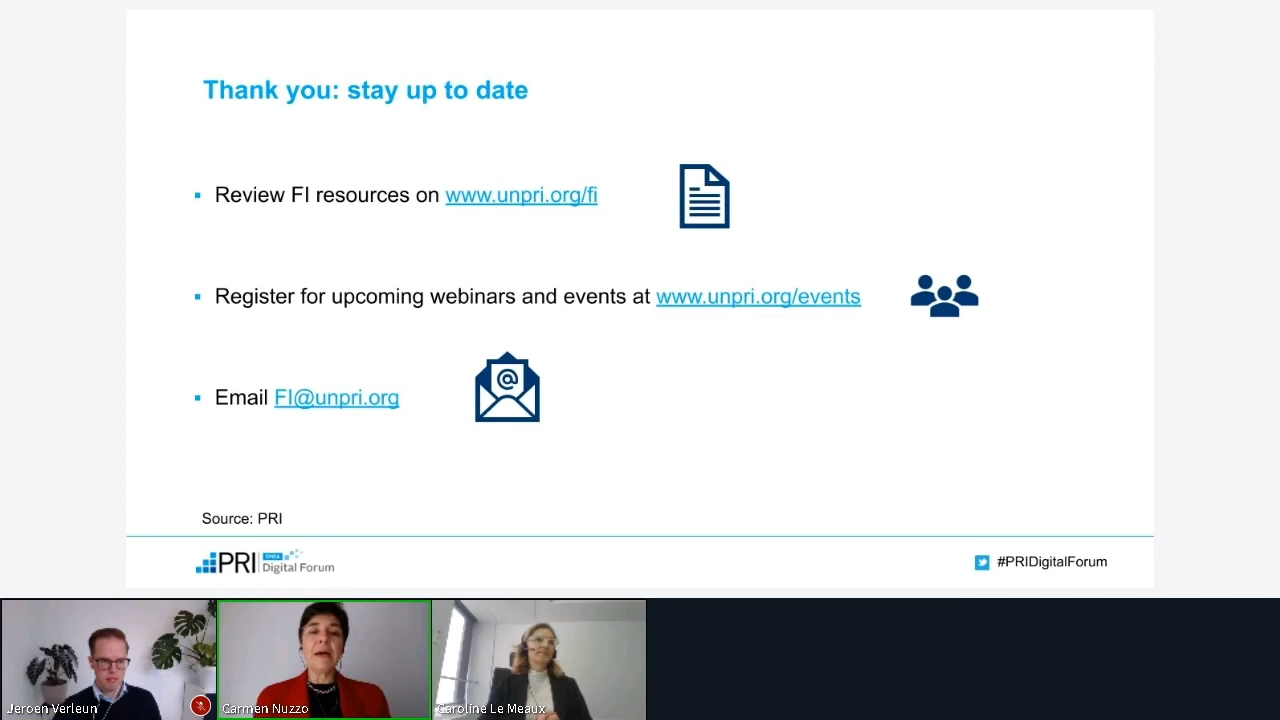 Thank you: stay up to date
Review FI resources on www.unpri.org/fi
Register for upcoming webinars and events at www.unpri.org/events
@
Email FI@unpri.org
Source: PRI
PRI EMEA Digital Forum
#PRIDigitalForum
Jeroen Verleun
Carmen Nuzzo
Caroline Le Meaux